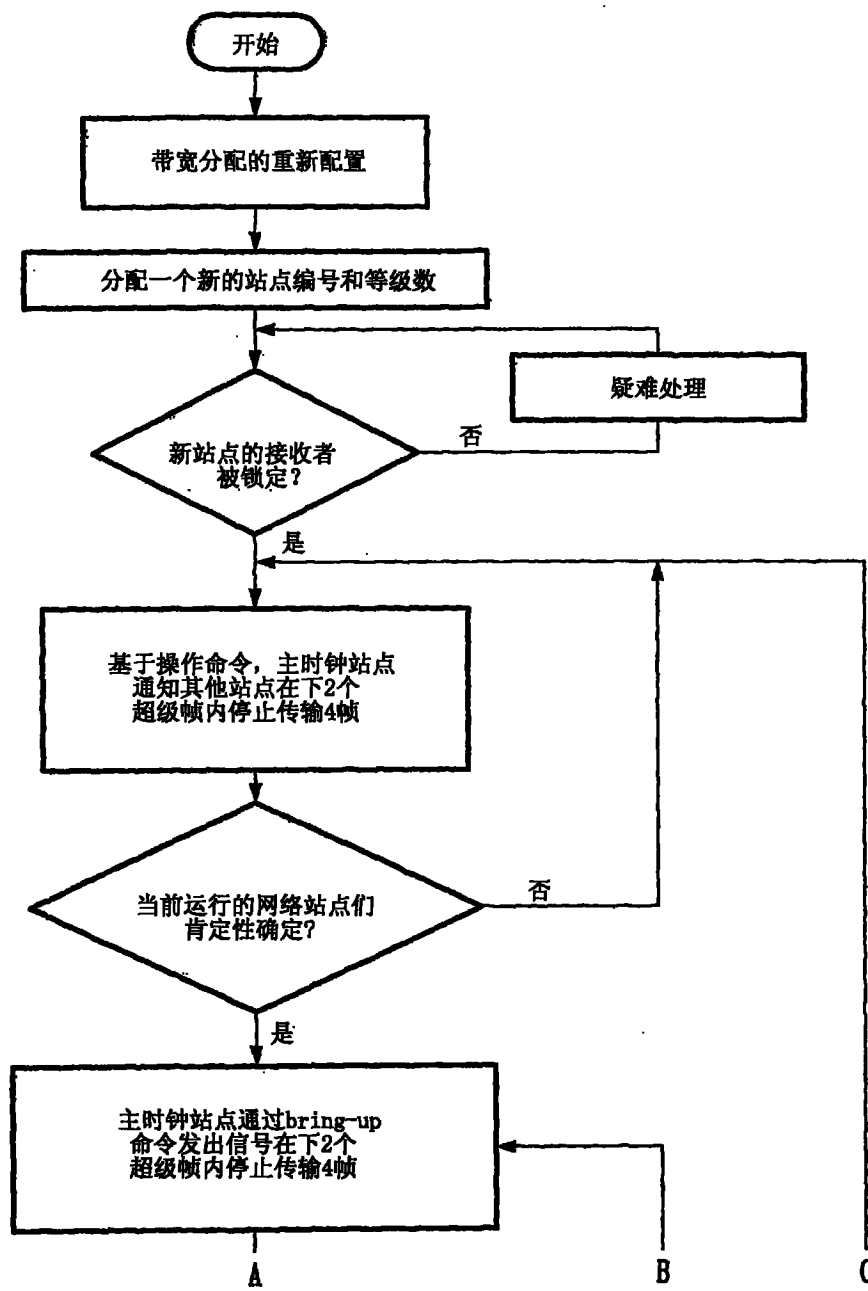 开始
带宽分配的重新配置
分配一个新的站点编号和等级数
疑难处理
新站点的接收者
被锁定?
否
是
基于操作命令，主时钟站点
通知其他站点在下2个
超级帧内停止传输4帧
当前运行的网络站点们
肯定性确定?
否
是
主时钟站点通过bring-up
命令发出信号在下2个
超级帧内停止传输4帧
A
B
C